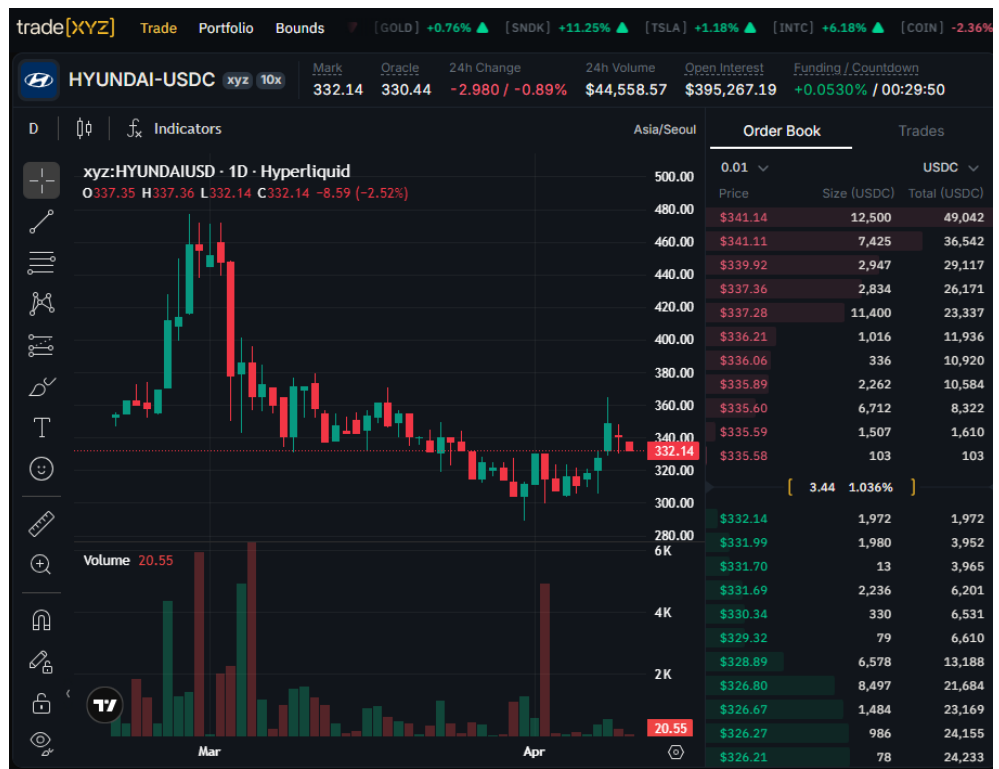 trade[XYZ] Trade Portfolio Bounds [GOLD] +0.76% ▲ [SNDK] +11.25% ▲ [TSLA] +1.18% ▲ [INTC] +6.18% ▲ [COIN] -2.36%
HYUNDAI-USDC xyz 10x
Mark Oracle 24h Change 24h Volume Open Interest Funding / Countdown
332.14 330.44 -2.980 / -0.89% $44,558.57 $395,267.19 +0.0530% / 00:29:50
D Indicators Asia/Seoul
xyz:HYUNDAIUSD · 1D · Hyperliquid
O337.35 H337.36 L332.14 C332.14 -8.59 (-2.52%)
500.00
480.00
460.00
440.00
420.00
400.00
380.00
360.00
340.00
332.14
320.00
300.00
280.00
Volume 20.55
6K
4K
2K
20.55
Mar Apr
Order Book Trades
0.01 USDC
Price Size (USDC) Total (USDC)
$341.14 12,500 49,042
$341.11 7,425 36,542
$339.92 2,947 29,117
$337.36 2,834 26,171
$337.28 11,400 23,337
$336.21 1,016 11,936
$336.06 336 10,920
$335.89 2,262 10,584
$335.60 6,712 8,322
$335.59 1,507 1,610
$335.58 103 103
[ 3.44 1.036% ]
$332.14 1,972 1,972
$331.99 1,980 3,952
$331.70 13 3,965
$331.69 2,236 6,201
$330.34 330 6,531
$329.32 79 6,610
$328.89 6,578 13,188
$326.80 8,497 21,684
$326.67 1,484 23,169
$326.27 986 24,155
$326.21 78 24,233